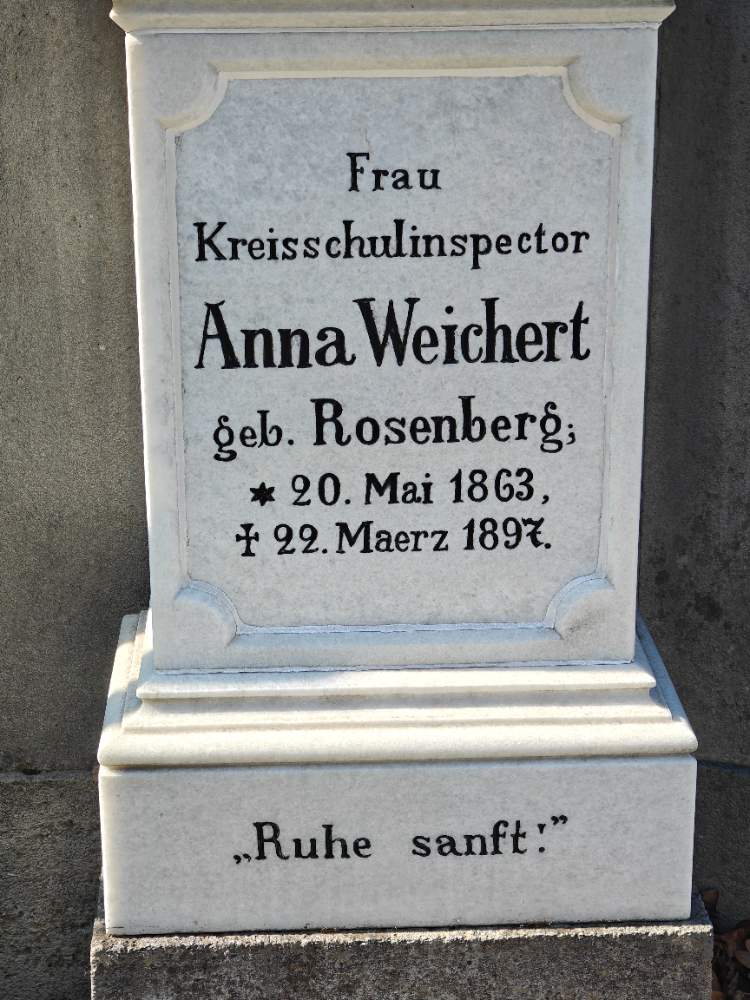 Frau
Kreisschulinspector
Anna Weichert
geb. Rosenberg;
* 20. Mai 1863,
† 22. Maerz 1897.
„Ruhe sanft!”